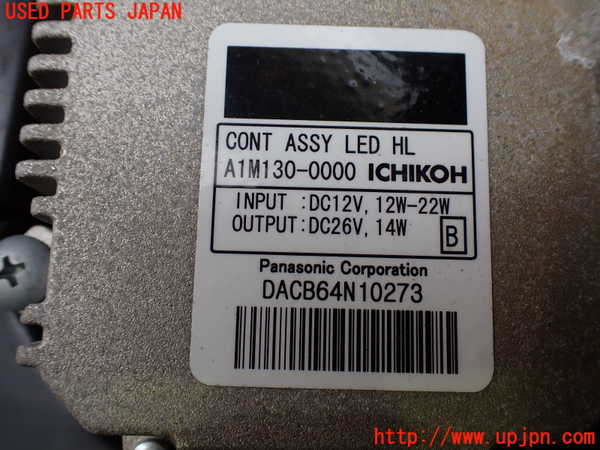 USED PARTS JAPAN
CONT ASSY LED HL
A1M130-0000 ICHIKOH
INPUT :DC12V, 12W-22W
OUTPUT:DC26V, 14W
B
Panasonic Corporation
DACB64N10273
http://www.upjpn.com/